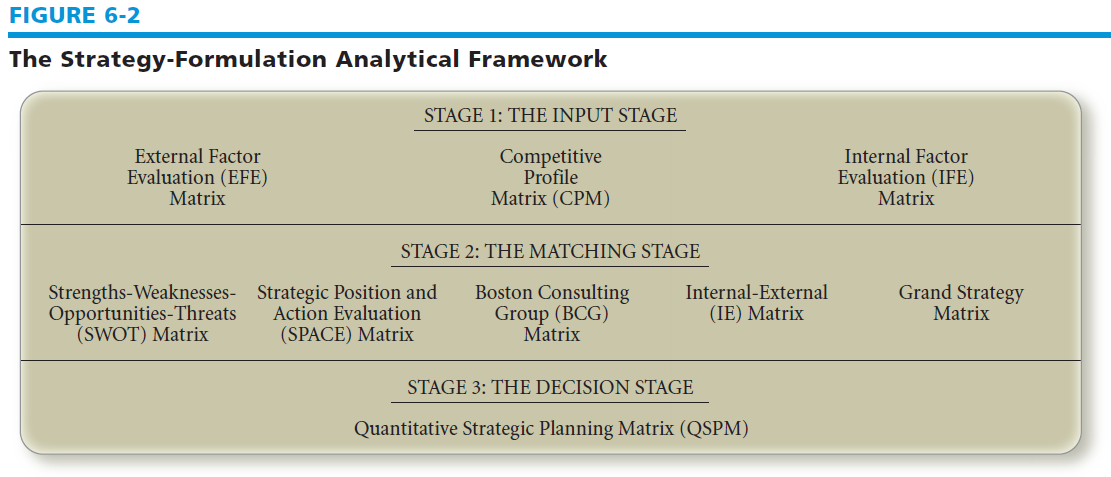 FIGURE 6-2
The Strategy-Formulation Analytical Framework
STAGE 1: THE INPUT STAGE
External Factor
Evaluation (EFE)
Matrix
Competitive
Profile
Matrix (CPM)
Internal Factor
Evaluation (IFE)
Matrix
STAGE 2: THE MATCHING STAGE
Strengths-Weaknesses-
Opportunities-Threats
(SWOT) Matrix
Strategic Position and
Action Evaluation
(SPACE) Matrix
Boston Consulting
Group (BCG)
Matrix
Internal-External
(IE) Matrix
Grand Strategy
Matrix
STAGE 3: THE DECISION STAGE
Quantitative Strategic Planning Matrix (QSPM)